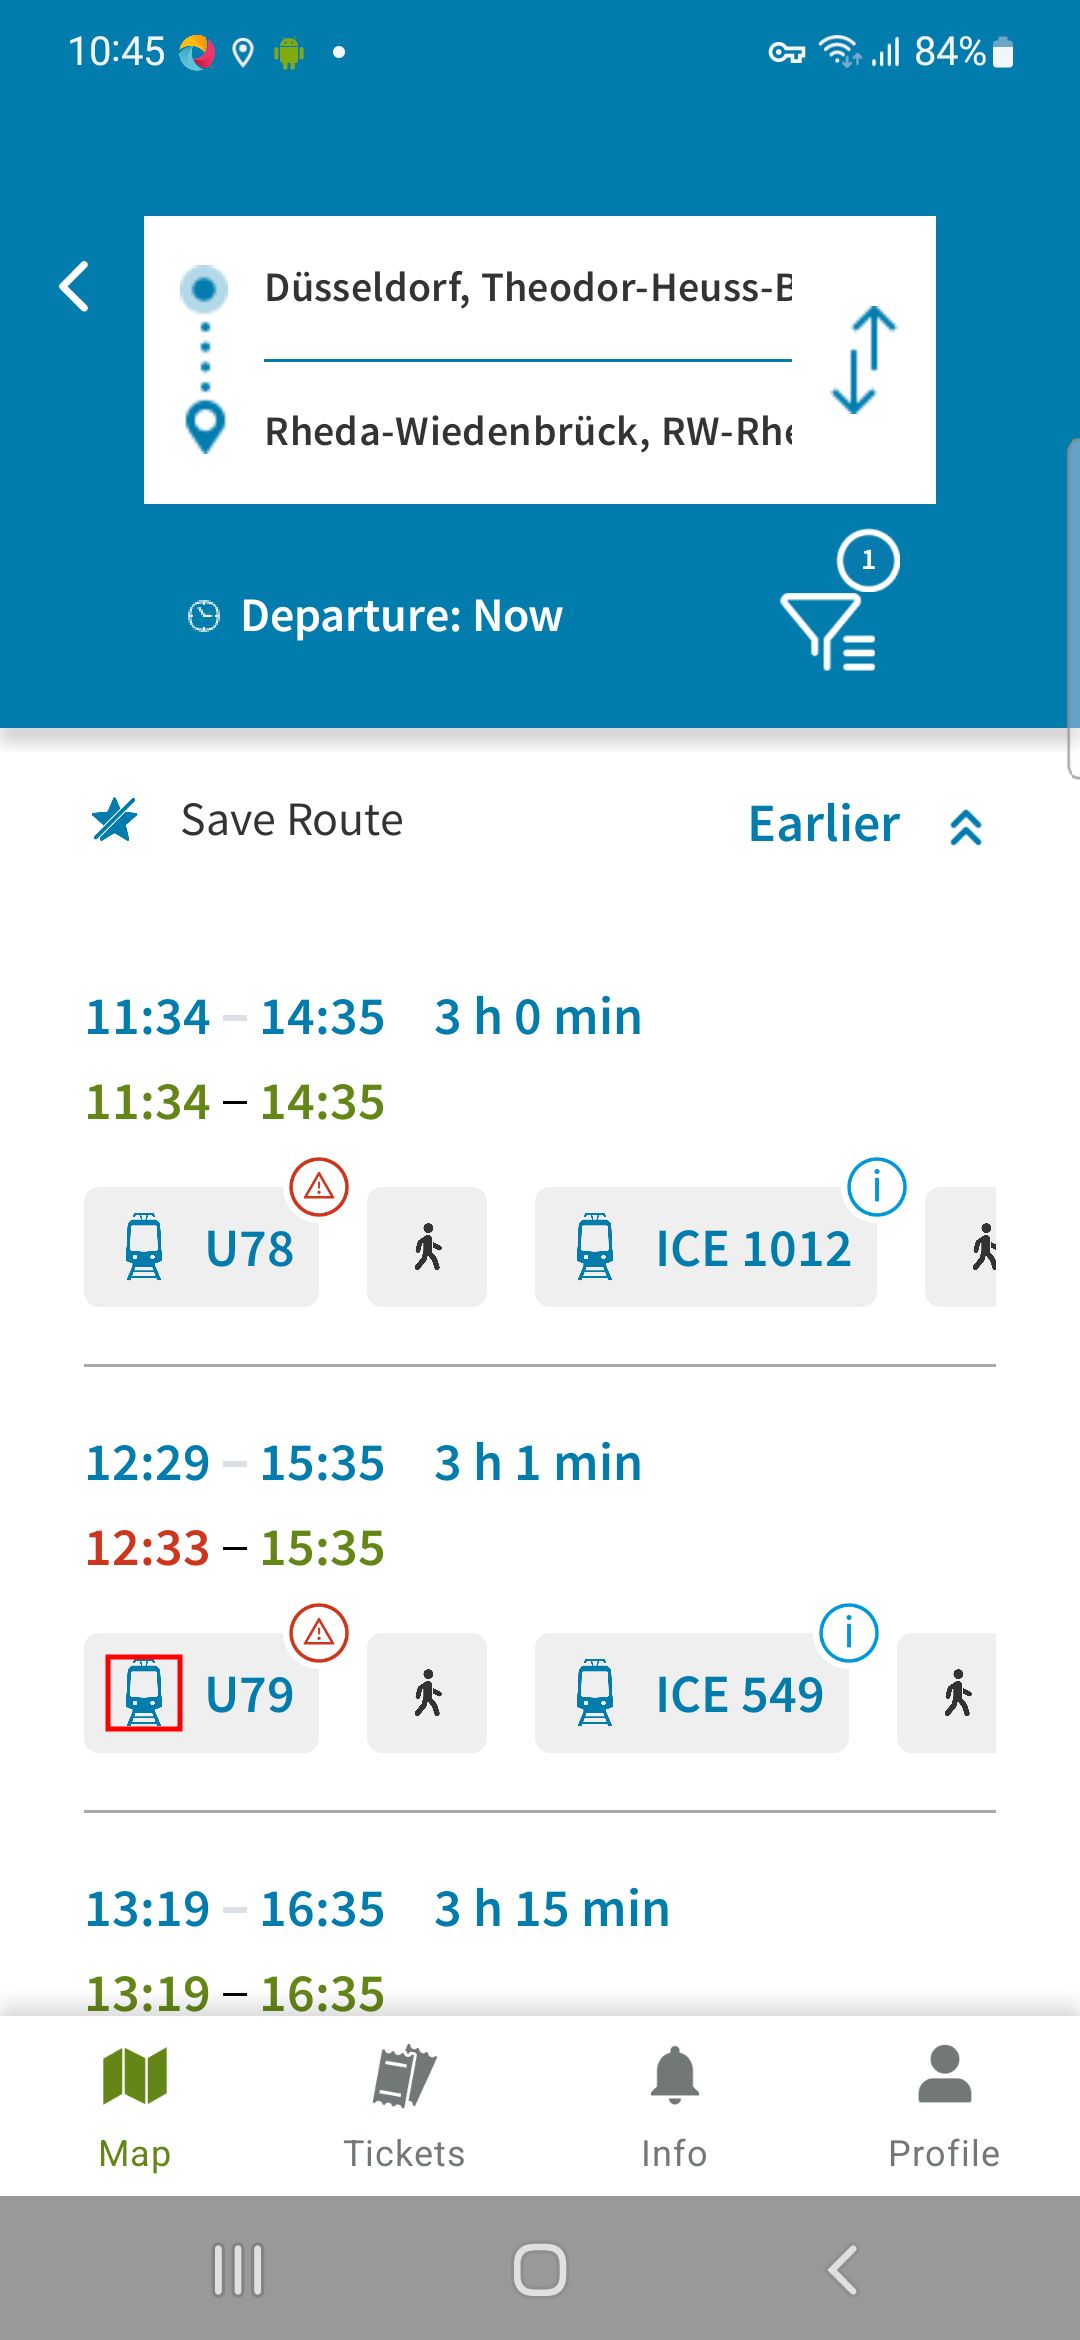 10:45 84%
Düsseldorf, Theodor-Heuss-B
Rheda-Wiedenbrück, RW-Rhe
1
Departure: Now
Save Route Earlier
11:34 – 14:35 3 h 0 min
11:34 – 14:35
U78 ICE 1012
12:29 – 15:35 3 h 1 min
12:33 – 15:35
U79 ICE 549
13:19 – 16:35 3 h 15 min
13:19 – 16:35
Map Tickets Info Profile